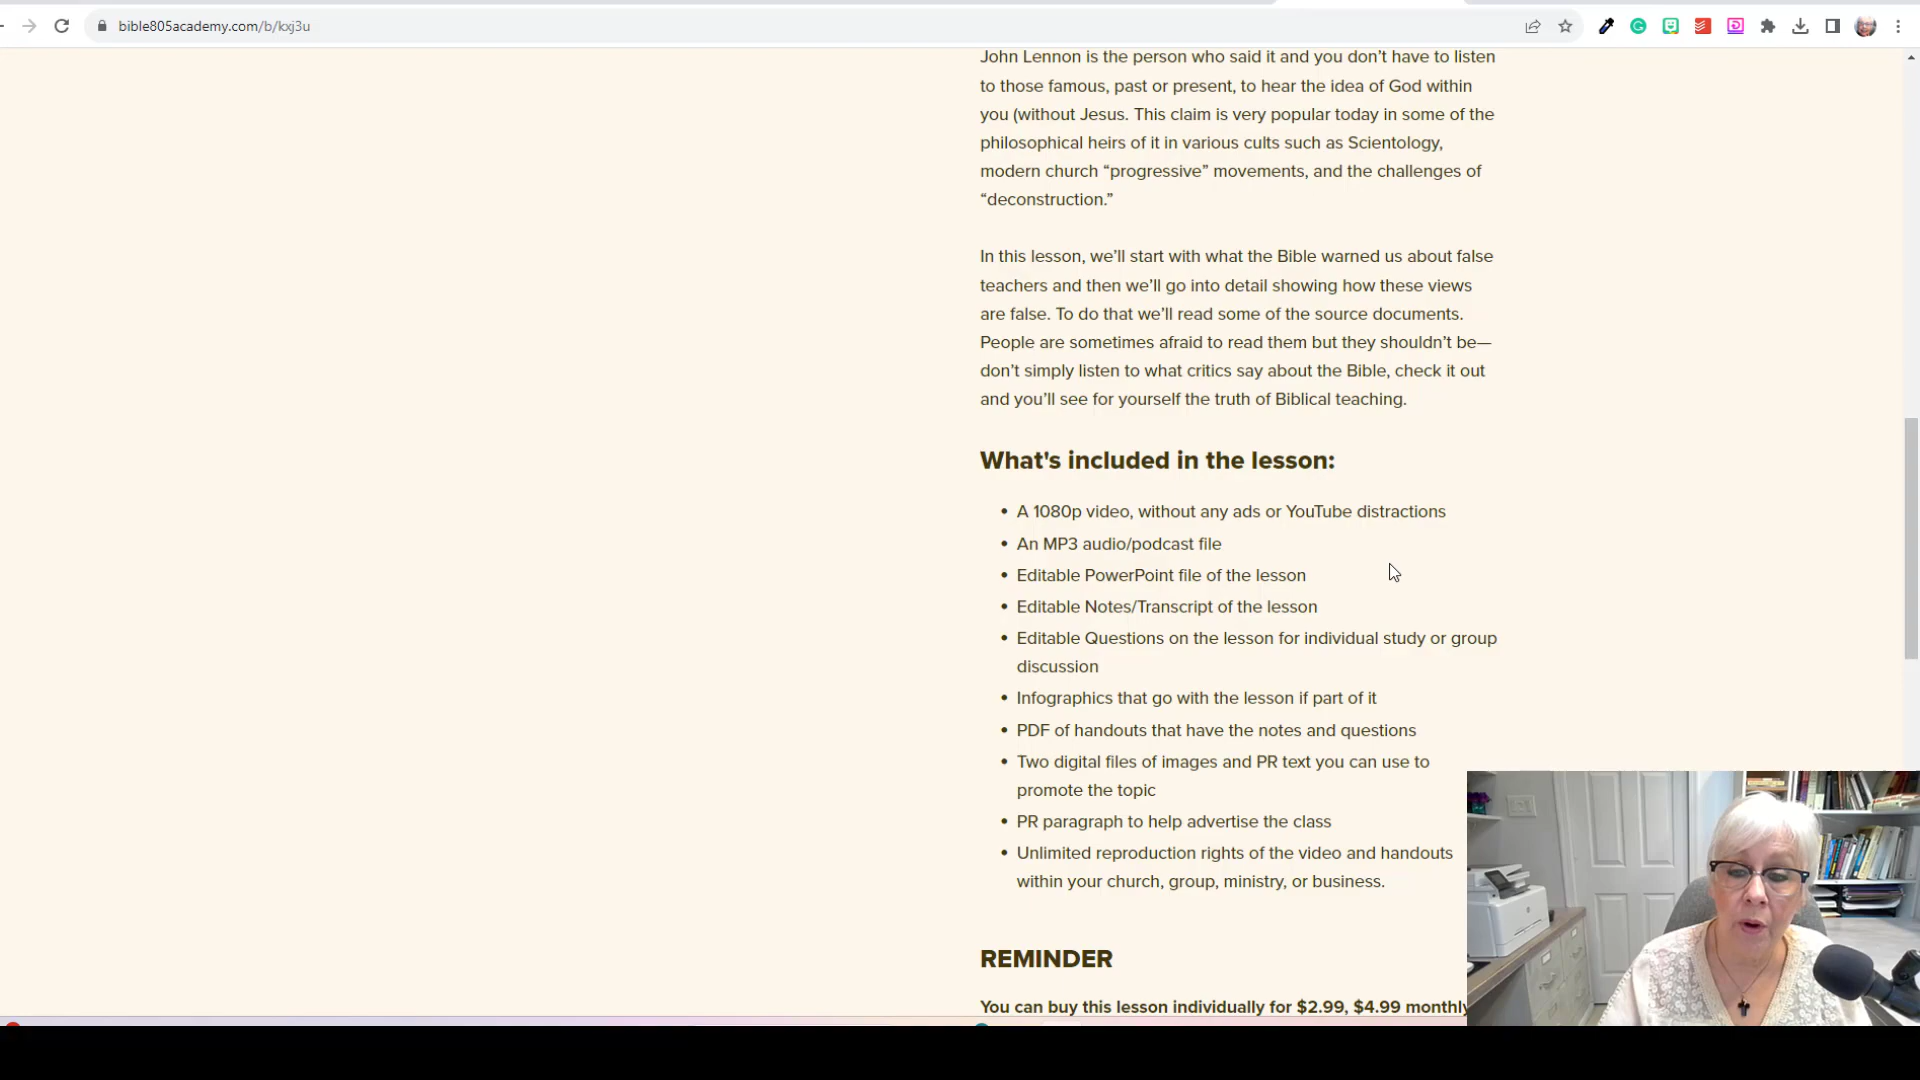 bible805academy.com/b/kxj3u
John Lennon is the person who said it and you don’t have to listen
to those famous, past or present, to hear the idea of God within
you (without Jesus. This claim is very popular today in some of the
philosophical heirs of it in various cults such as Scientology,
modern church “progressive” movements, and the challenges of
“deconstruction.”
In this lesson, we’ll start with what the Bible warned us about false
teachers and then we’ll go into detail showing how these views
are false. To do that we’ll read some of the source documents.
People are sometimes afraid to read them but they shouldn’t be—
don’t simply listen to what critics say about the Bible, check it out
and you’ll see for yourself the truth of Biblical teaching.
What's included in the lesson:
• A 1080p video, without any ads or YouTube distractions
• An MP3 audio/podcast file
• Editable PowerPoint file of the lesson
• Editable Notes/Transcript of the lesson
• Editable Questions on the lesson for individual study or group
discussion
• Infographics that go with the lesson if part of it
• PDF of handouts that have the notes and questions
• Two digital files of images and PR text you can use to
promote the topic
• PR paragraph to help advertise the class
• Unlimited reproduction rights of the video and handouts
within your church, group, ministry, or business.
REMINDER
You can buy this lesson individually for $2.99, $4.99 monthly